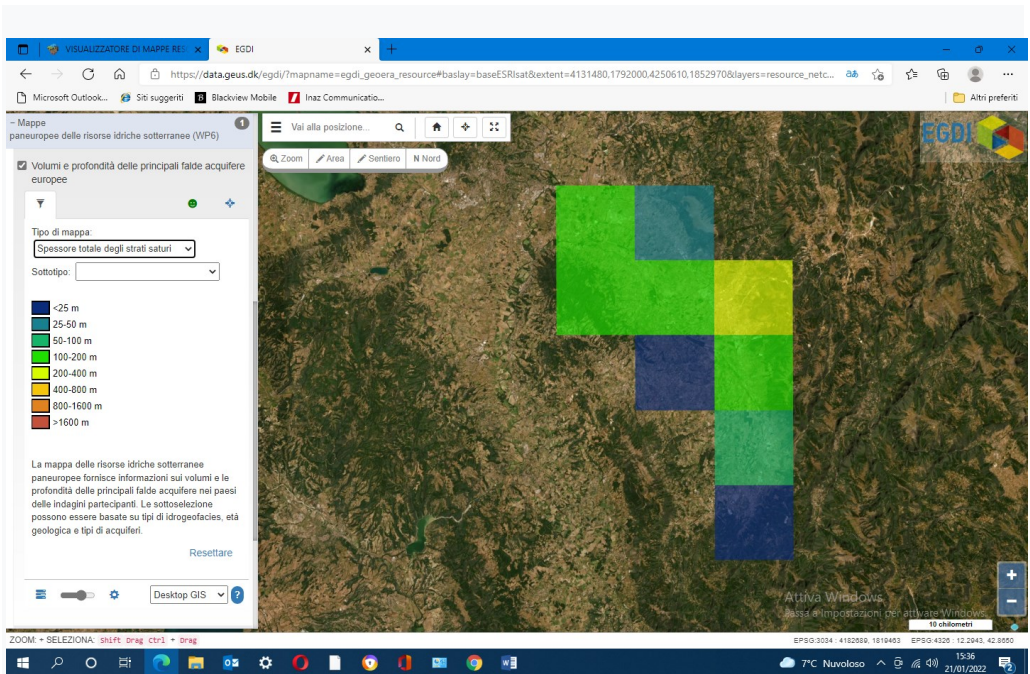 VISUALIZZATORE DI MAPPE RES
EGDI
https://data.geus.dk/egdi/?mapname=egdi_geoera_resource#baslay=baseESRIsat&extent=4131480,1792000,4250610,1852970&layers=resource_netc...
Microsoft Outlook... Siti suggeriti Blackview Mobile Inaz Communicatio... Altri preferiti
− Mappe
paneuropee delle risorse idriche sotterranee (WP6) 1
Vai alla posizione...
EGDI
Zoom Area Sentiero N Nord
Volumi e profondità delle principali falde acquifere
europee
Tipo di mappa:
Spessore totale degli strati saturi
Sottotipo:
<25 m
25-50 m
50-100 m
100-200 m
200-400 m
400-800 m
800-1600 m
>1600 m
La mappa delle risorse idriche sotterranee
paneuropee fornisce informazioni sui volumi e le
profondità delle principali falde acquifere nei paesi
delle indagini partecipanti. Le sottoselezione
possono essere basate su tipi di idrogeofacies, età
geologica e tipi di acquiferi.
Resettare
Desktop GIS ?
Attiva Windows
Passa a Impostazioni per attivare Windows.
10 chilometri
ZOOM: + SELEZIONA: Shift Drag Ctrl + Drag
EPSG:3034 : 4182689, 1819463 EPSG:4326 : 12.2943, 42.8650
7°C Nuvoloso
15:36
21/01/2022
2